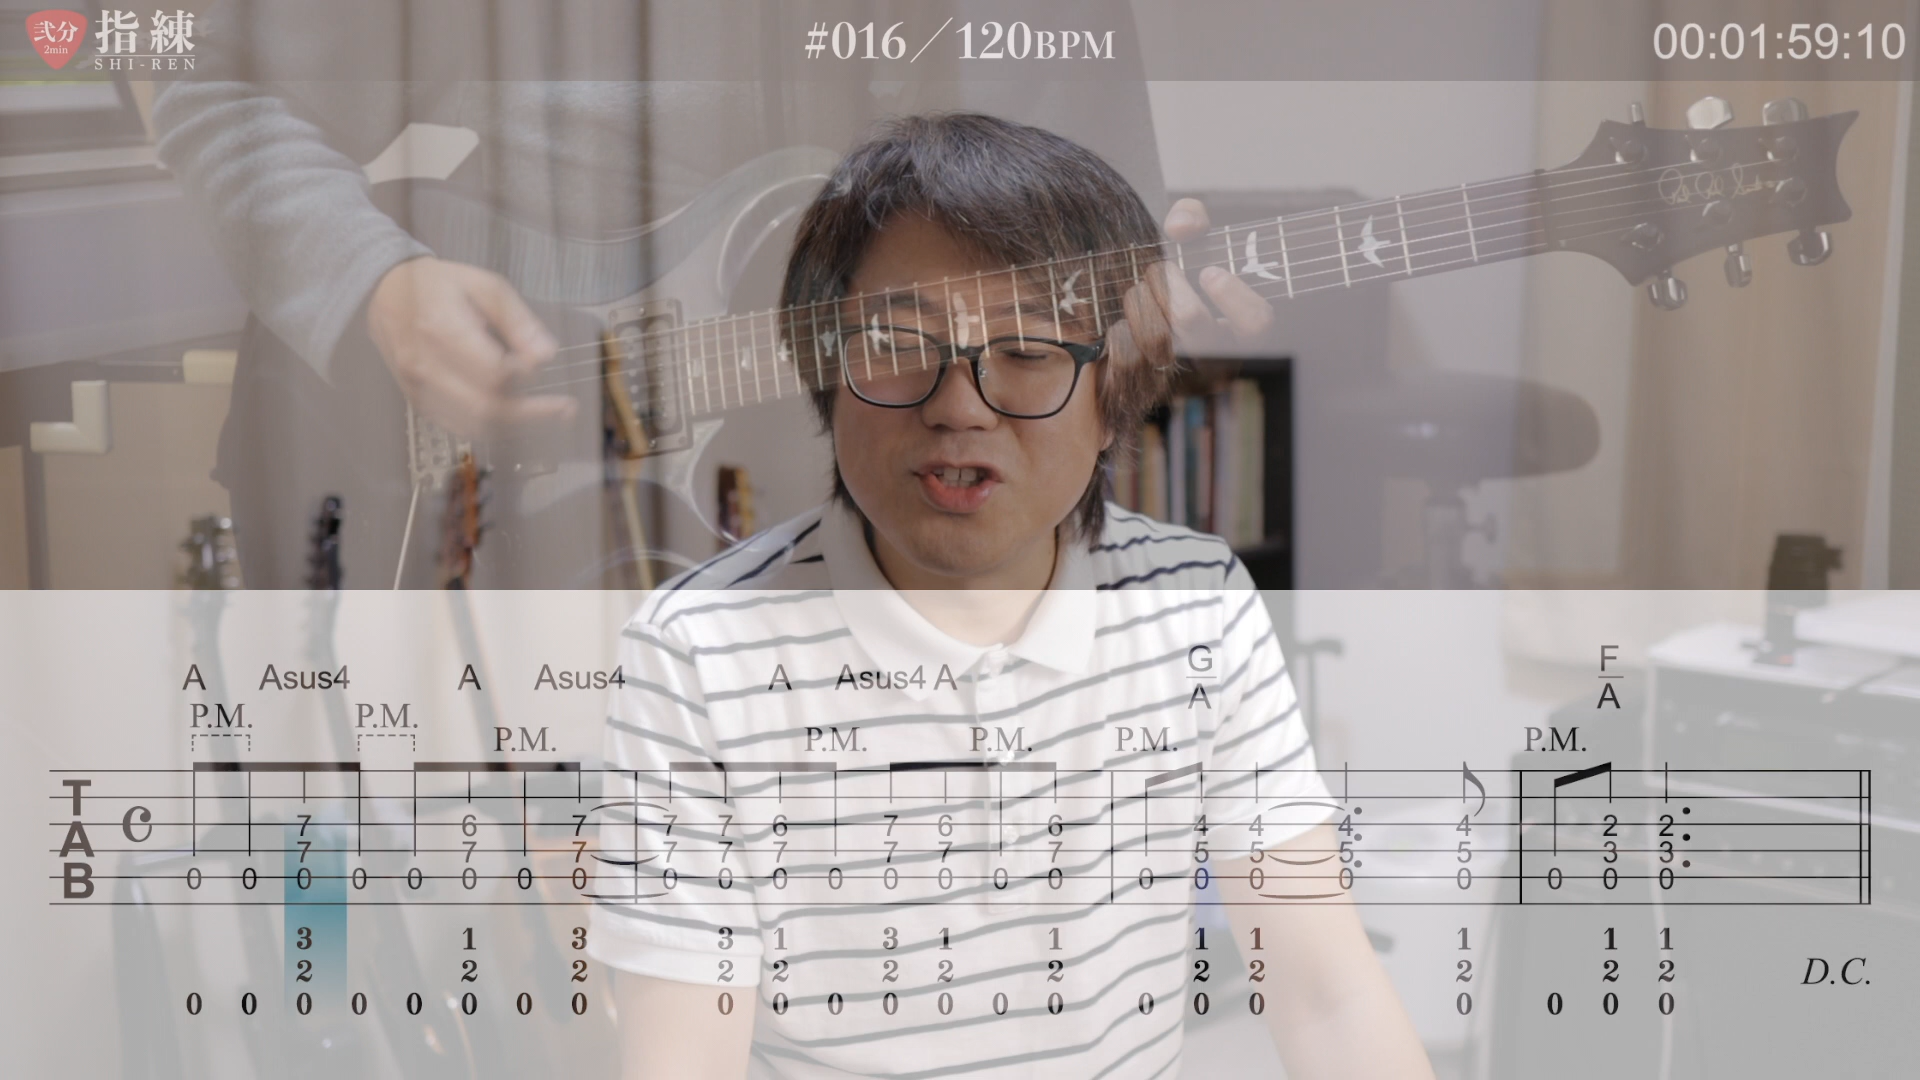 弐分 指練
2min SHI-REN
#016／120BPM
00:01:59:10
A Asus4 A Asus4 A Asus4 A G/A F/A
P.M. P.M. P.M. P.M. P.M. P.M. P.M.
T
A
B
C
7 6 7 7 7 6 7 6 6 4 4 4 4 2 2
7 7 7 7 7 7 7 7 7 5 5 5 5 3 3
0 0 0 0 0 0 0 0 0 0 0 0 0 0 0 0 0 0 0 0 0 0 0 0
3 1 3 3 1 3 1 1 1 1 1 1 1
2 2 2 2 2 2 2 2 2 2 2 2 2
0 0 0 0 0 0 0 0 0 0 0 0 0 0 0 0 0 0 0 0 0 0
D.C.